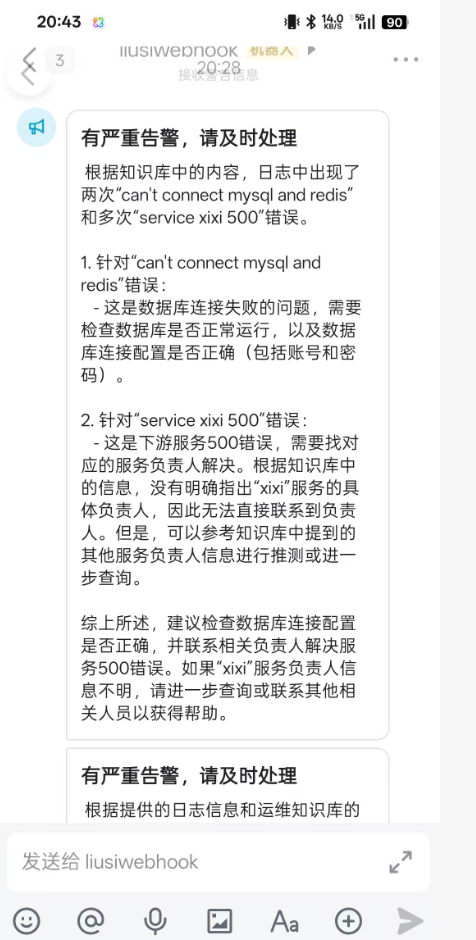 20:43
14.0
KB/S
5G
90
3
liusiwebhook 机器人
20:28
接收警告信息
有严重告警，请及时处理
根据知识库中的内容，日志中出现了
两次“can't connect mysql and redis”
和多次“service xixi 500”错误。
1. 针对“can't connect mysql and
redis”错误：
- 这是数据库连接失败的问题，需要
检查数据库是否正常运行，以及数据
库连接配置是否正确（包括账号和密
码）。
2. 针对“service xixi 500”错误：
- 这是下游服务500错误，需要找对
应的服务负责人解决。根据知识库中
的信息，没有明确指出“xixi”服务的具
体负责人，因此无法直接联系到负责
人。但是，可以参考知识库中提到的
其他服务负责人信息进行推测或进一
步查询。
综上所述，建议检查数据库连接配置
是否正确，并联系相关负责人解决服
务500错误。如果“xixi”服务负责人信
息不明，请进一步查询或联系其他相
关人员以获得帮助。
有严重告警，请及时处理
根据提供的日志信息和运维知识库的
发送给 liusiwebhook
Aa